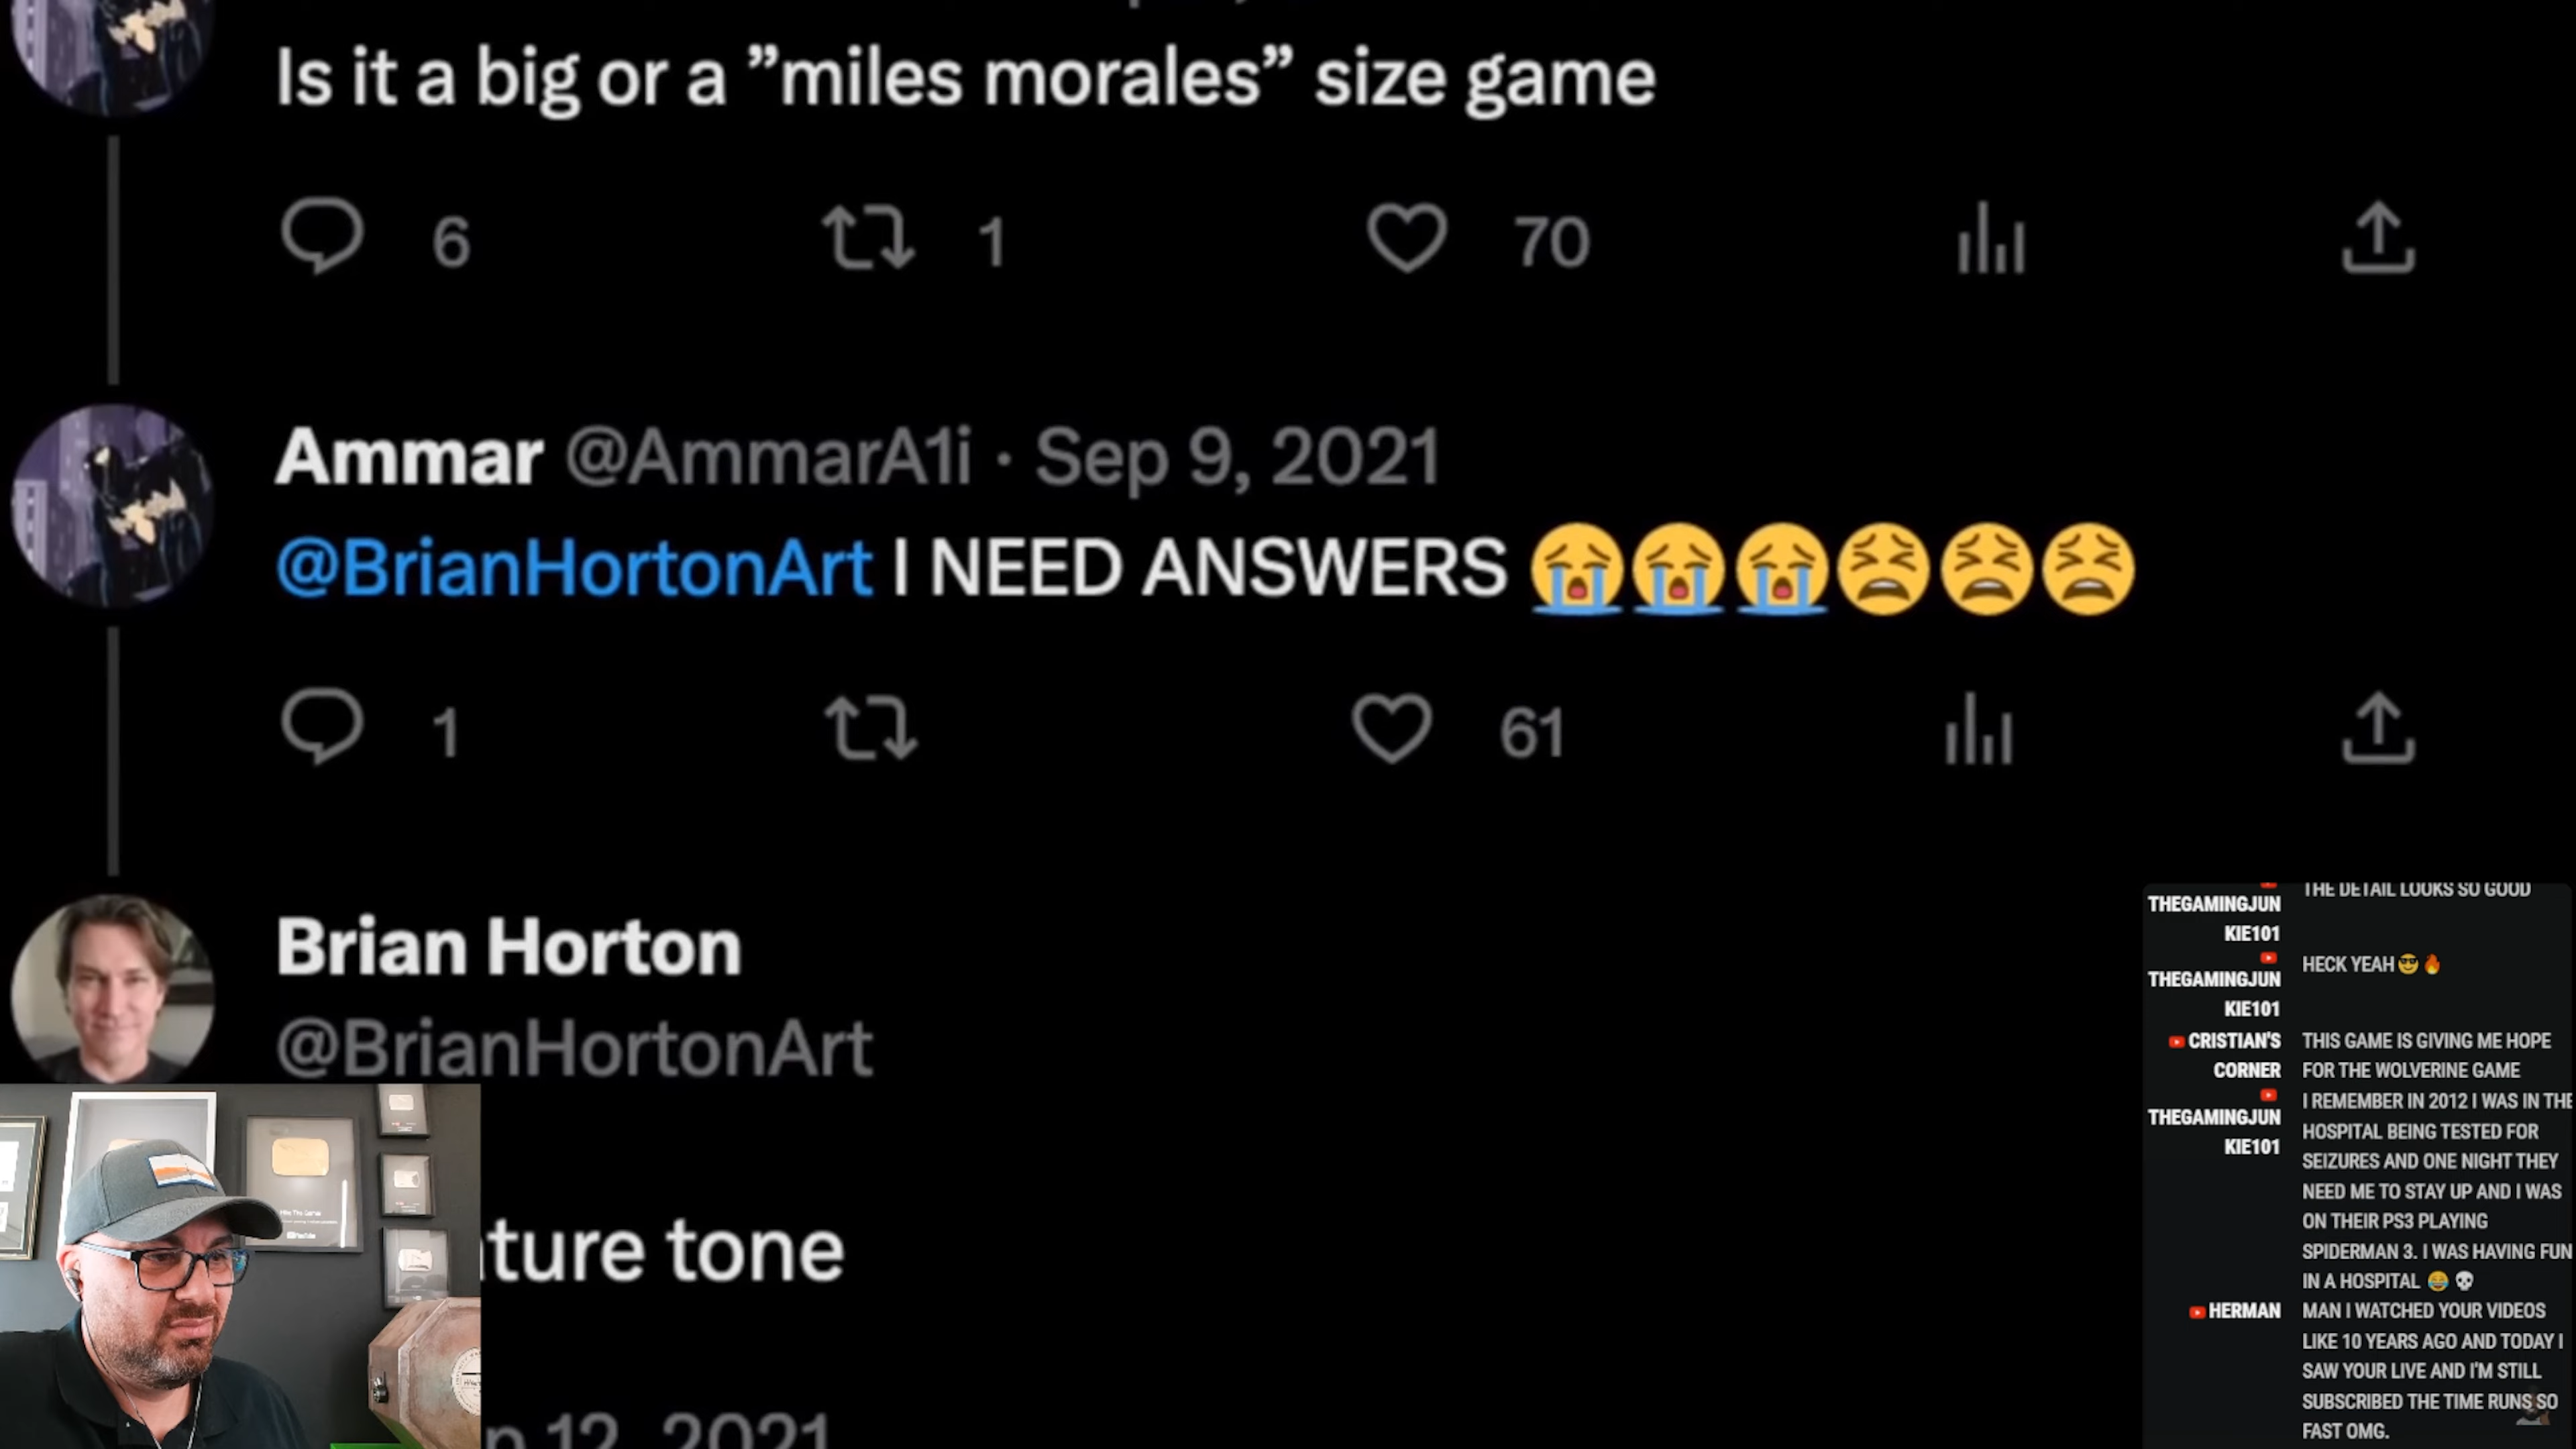 Is it a big or a ”miles morales” size game
6 1 70
Ammar @AmmarA1i · Sep 9, 2021
@BrianHortonArt I NEED ANSWERS 😭😭😭😫😫😫
1 61
Brian Horton
@BrianHortonArt
ture tone
12, 2021
THE DETAIL LOOKS SO GOOD
THEGAMINGJUN
KIE101
HECK YEAH😎🔥
THEGAMINGJUN
KIE101
CRISTIAN'S THIS GAME IS GIVING ME HOPE
CORNER FOR THE WOLVERINE GAME
I REMEMBER IN 2012 I WAS IN THE
THEGAMINGJUN HOSPITAL BEING TESTED FOR
KIE101 SEIZURES AND ONE NIGHT THEY
NEED ME TO STAY UP AND I WAS
ON THEIR PS3 PLAYING
SPIDERMAN 3. I WAS HAVING FUN
IN A HOSPITAL 😂💀
HERMAN MAN I WATCHED YOUR VIDEOS
LIKE 10 YEARS AGO AND TODAY I
SAW YOUR LIVE AND I'M STILL
SUBSCRIBED THE TIME RUNS SO
FAST OMG.